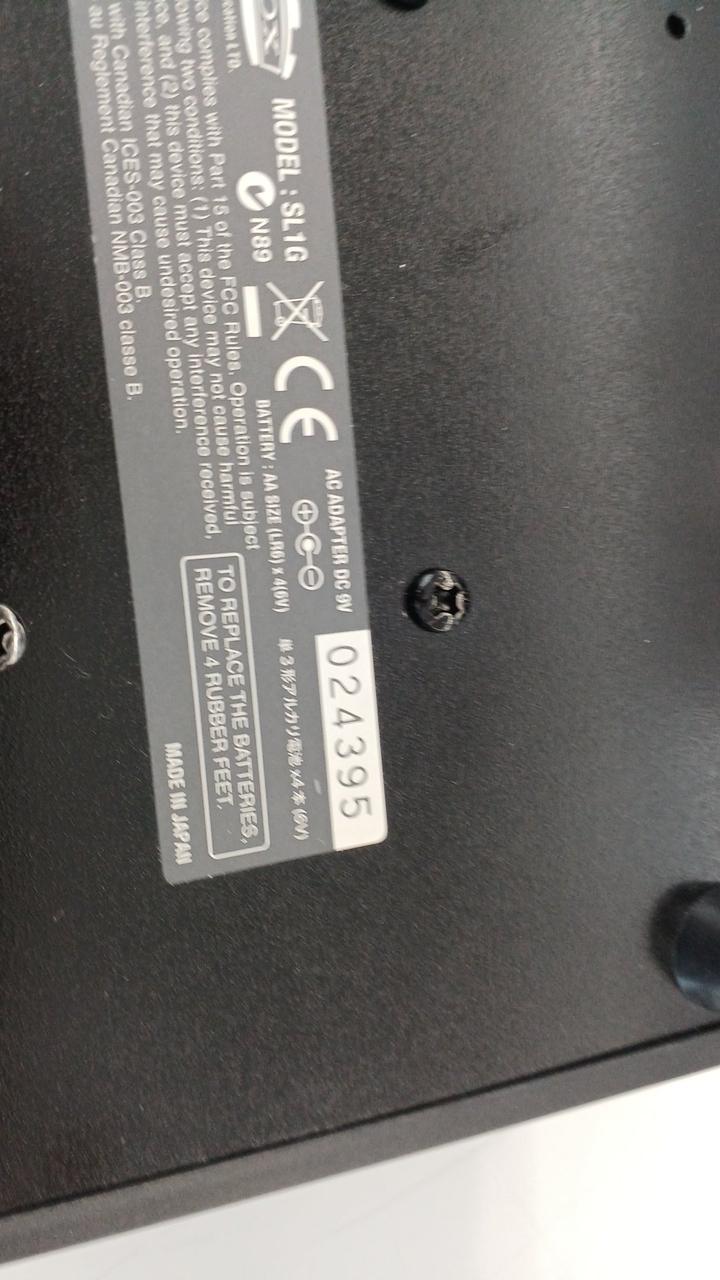 MODEL : SL1G
AC ADAPTER DC 9V
024395
N89
BATTERY : AA SIZE (LR6) x 4(6V)
単3形アルカリ電池 x4本 (6V)
complies with Part 15 of the FCC Rules. Operation is subject
two conditions: (1) This device may not cause harmful
and (2) this device must accept any interference received,
interference that may cause undesired operation.
with Canadian ICES-003 Class B.
au Reglement Canadian NMB-003 classe B.
TO REPLACE THE BATTERIES,
REMOVE 4 RUBBER FEET.
MADE IN JAPAN